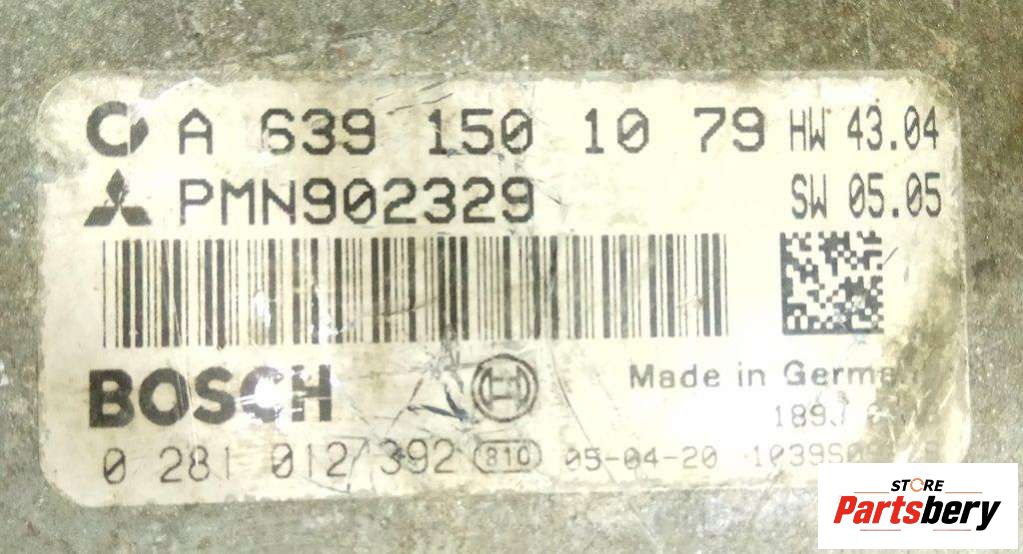 A 639 150 10 79 HW 43.04
PMN902329 SW 05.05
BOSCH
Made in
0 281 012 392 810 05-04-20
STORE
Partsbery